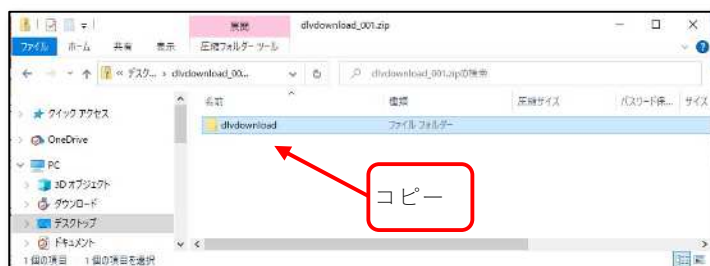 展開 dlvdownload_001.zip
ファイル ホーム 共有 表示 圧縮フォルダー ツール
« デスク... › dlvdownload_00... dlvdownload_001.zipの検索
名前 種類 圧縮サイズ パスワード保... サイズ
クイック アクセス
dlvdownload ファイル フォルダー
OneDrive
PC
3D オブジェクト
ダウンロード
デスクトップ
ドキュメント
コピー
1 個の項目 1 個の項目を選択